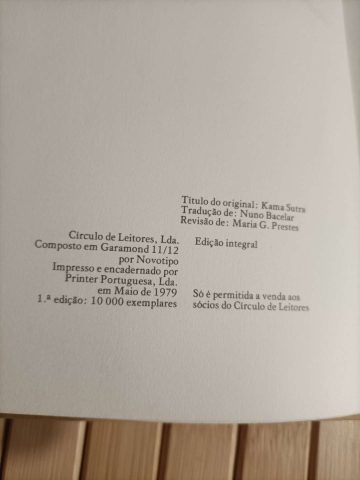 Título do original: Kama Sutra
Tradução de: Nuno Bacelar
Revisão de: Maria G. Prestes
Círculo de Leitores, Lda.
Composto em Garamond 11/12
por Novotipo
Impresso e encadernado por
Printer Portuguesa, Lda.
em Maio de 1979
1.ª edição: 10 000 exemplares
Edição integral
Só é permitida a venda aos
sócios do Círculo de Leitores